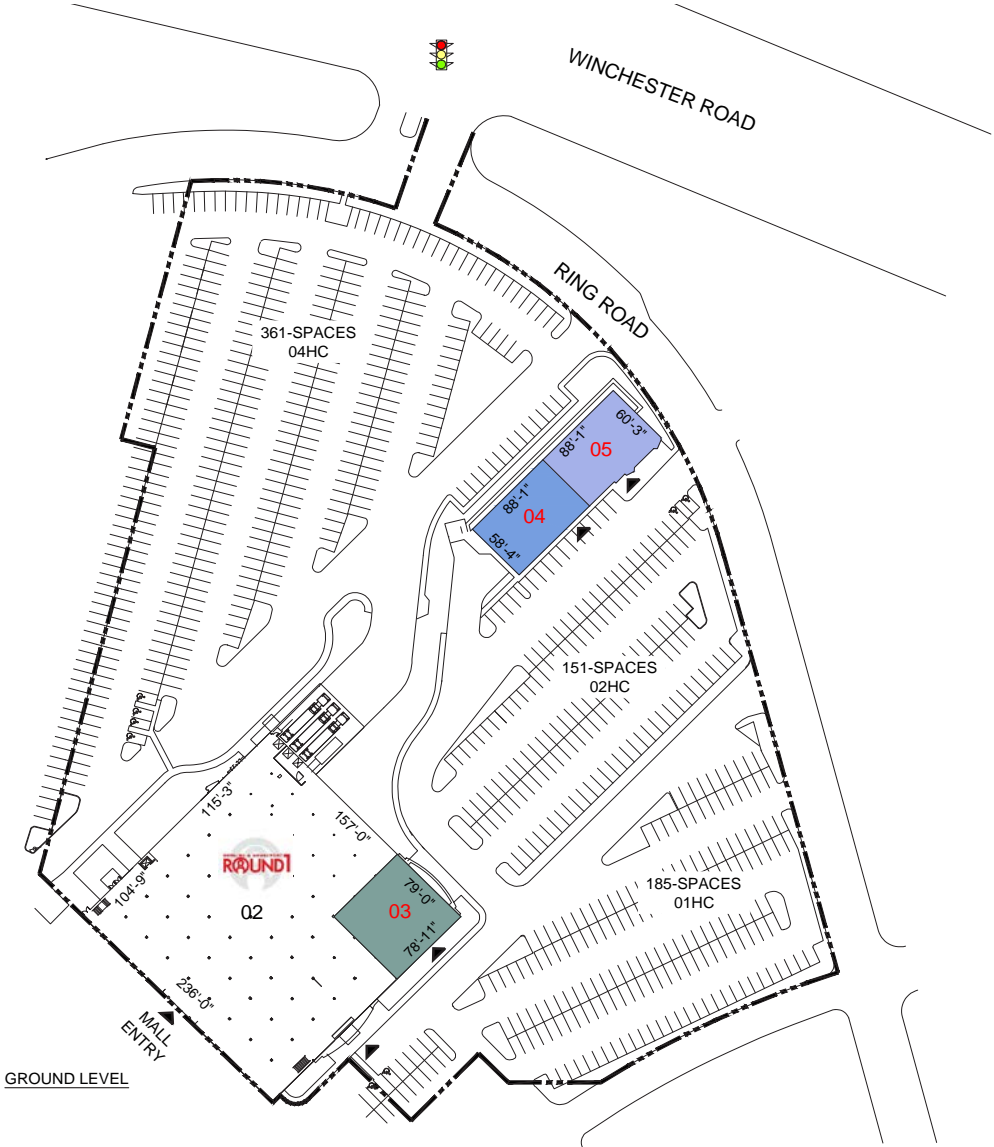 WINCHESTER ROAD
RING ROAD
361-SPACES
04HC
60'-3"
88'-1"
05
88'-1"
04
58'-4"
151-SPACES
02HC
115'-3"
157'-0"
ROUND1
104'-9"
02
79'-0"
03
78'-11"
185-SPACES
01HC
236'-0"
MALL
ENTRY
GROUND LEVEL